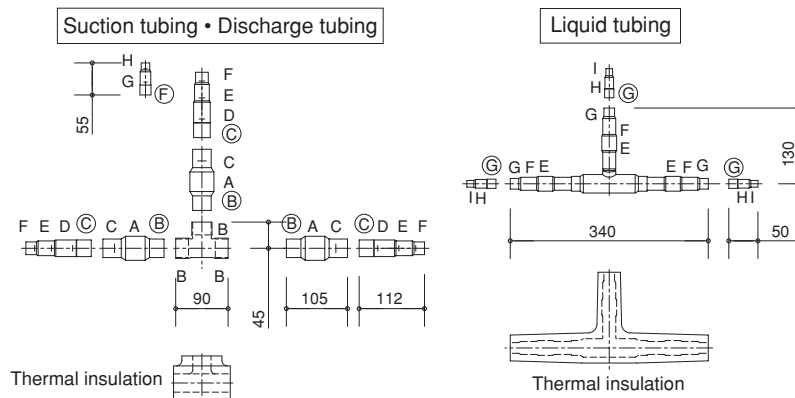 Suction tubing • Discharge tubing
H
G
Ⓕ
55
F
E
D
Ⓒ
C
A
Ⓑ
F E D Ⓒ C A Ⓑ
B
B B
Ⓑ A C Ⓒ D E F
90
45
105
112
Thermal insulation
Liquid tubing
I
H
Ⓖ
G
F
E
130
Ⓖ
I H
G F E
E F G
Ⓖ
H I
340
50
Thermal insulation